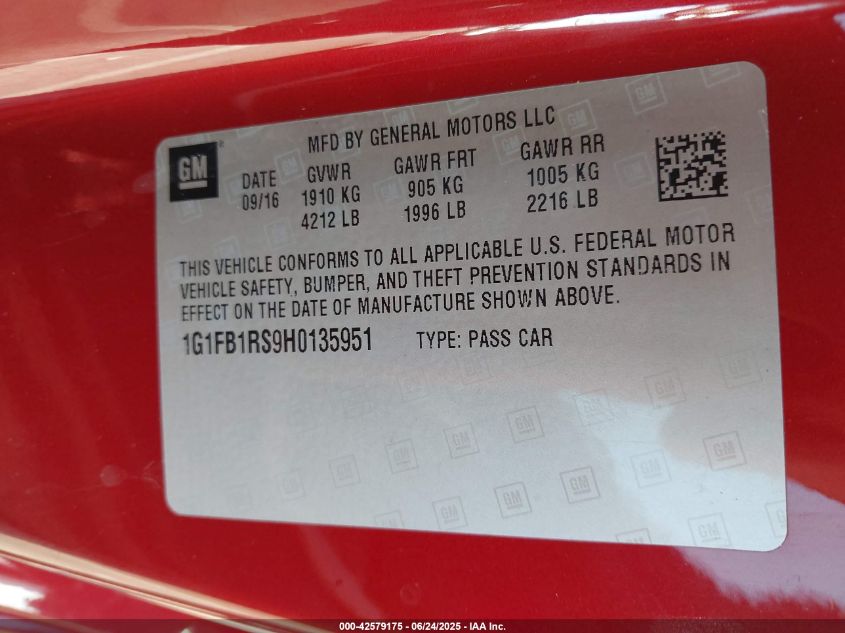 MFD BY GENERAL MOTORS LLC
GM
DATE GVWR GAWR FRT GAWR RR
09/16 1910 KG 905 KG 1005 KG
4212 LB 1996 LB 2216 LB
THIS VEHICLE CONFORMS TO ALL APPLICABLE U.S. FEDERAL MOTOR
VEHICLE SAFETY, BUMPER, AND THEFT PREVENTION STANDARDS IN
EFFECT ON THE DATE OF MANUFACTURE SHOWN ABOVE.
1G1FB1RS9H0135951 TYPE: PASS CAR
000-42579175 - 06/24/2025 - IAA Inc.